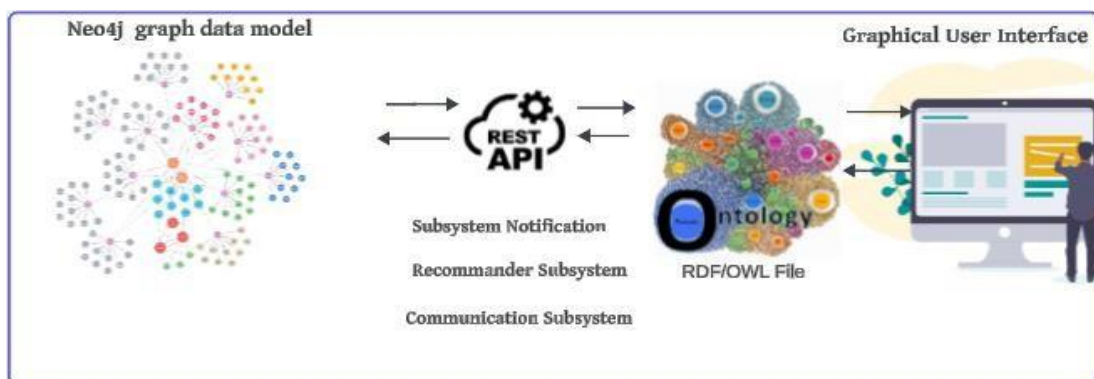 Neo4j graph data model
Graphical User Interface
REST
API
Ontology
RDF/OWL File
Subsystem Notification
Recommander Subsystem
Communication Subsystem